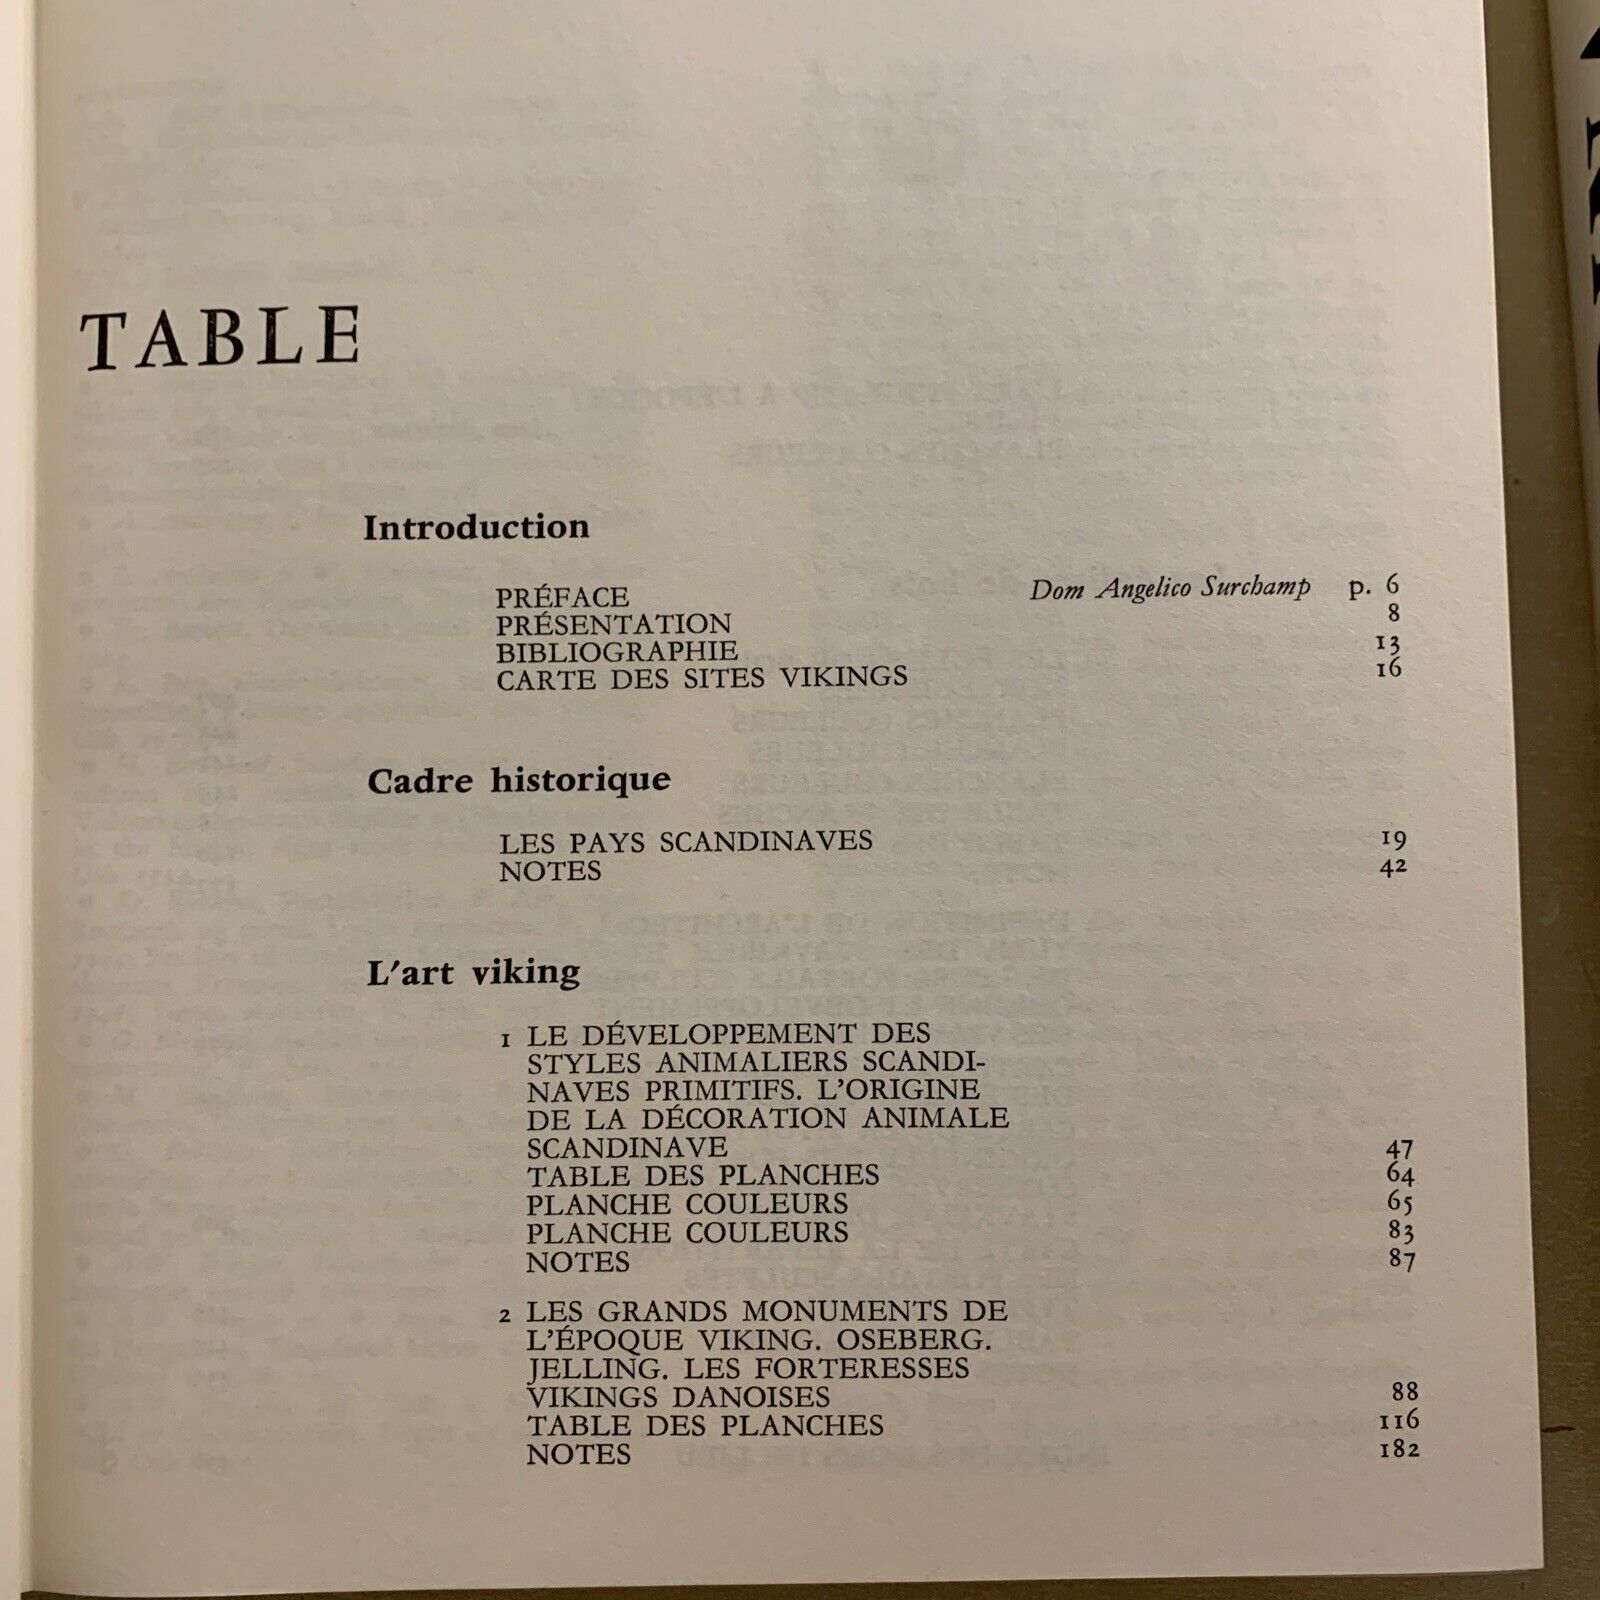 TABLE
Introduction
PRÉFACE Dom Angelico Surchamp p. 6
PRÉSENTATION 8
BIBLIOGRAPHIE 13
CARTE DES SITES VIKINGS 16
Cadre historique
LES PAYS SCANDINAVES 19
NOTES 42
L'art viking
1 LE DÉVELOPPEMENT DES
STYLES ANIMALIERS SCANDI-
NAVES PRIMITIFS. L'ORIGINE
DE LA DÉCORATION ANIMALE
SCANDINAVE 47
TABLE DES PLANCHES 64
PLANCHE COULEURS 65
PLANCHE COULEURS 83
NOTES 87
2 LES GRANDS MONUMENTS DE
L'ÉPOQUE VIKING. OSEBERG.
JELLING. LES FORTERESSES
VIKINGS DANOISES 88
TABLE DES PLANCHES 116
NOTES 182